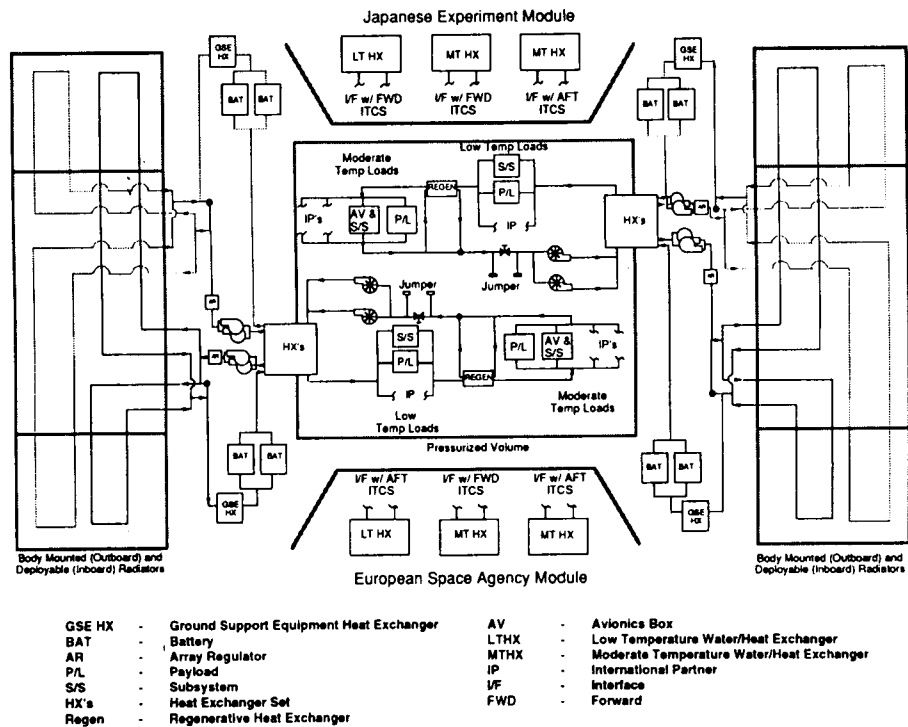 Japanese Experiment Module
LT HX
MT HX
MT HX
I/F w/ FWD
ITCS
I/F w/ FWD
ITCS
I/F w/ AFT
ITCS
GSE
HX
BAT
BAT
GSE
HX
BAT
BAT
Low Temp Loads
Moderate
Temp Loads
S/S
REGEN
P/L
IP's
AV &
S/S
P/L
IP
HX's
AR
AR
Jumper
AR
Jumper
HX's
AR
S/S
P/L
P/L
AV &
S/S
IP's
REGEN
IP
Low
Temp Loads
Moderate
Temp Loads
Pressurized Volume
BAT
BAT
GSE
HX
BAT
BAT
GSE
HX
I/F w/ AFT
ITCS
I/F w/ FWD
ITCS
I/F w/ AFT
ITCS
LT HX
MT HX
MT HX
Body Mounted (Outboard) and
Deployable (Inboard) Radiators
Body Mounted (Outboard) and
Deployable (Inboard) Radiators
European Space Agency Module
GSE HX - Ground Support Equipment Heat Exchanger
BAT - Battery
AR - Array Regulator
P/L - Payload
S/S - Subsystem
HX's - Heat Exchanger Set
Regen - Regenerative Heat Exchanger
AV - Avionics Box
LTHX - Low Temperature Water/Heat Exchanger
MTHX - Moderate Temperature Water/Heat Exchanger
IP - International Partner
I/F - Interface
FWD - Forward